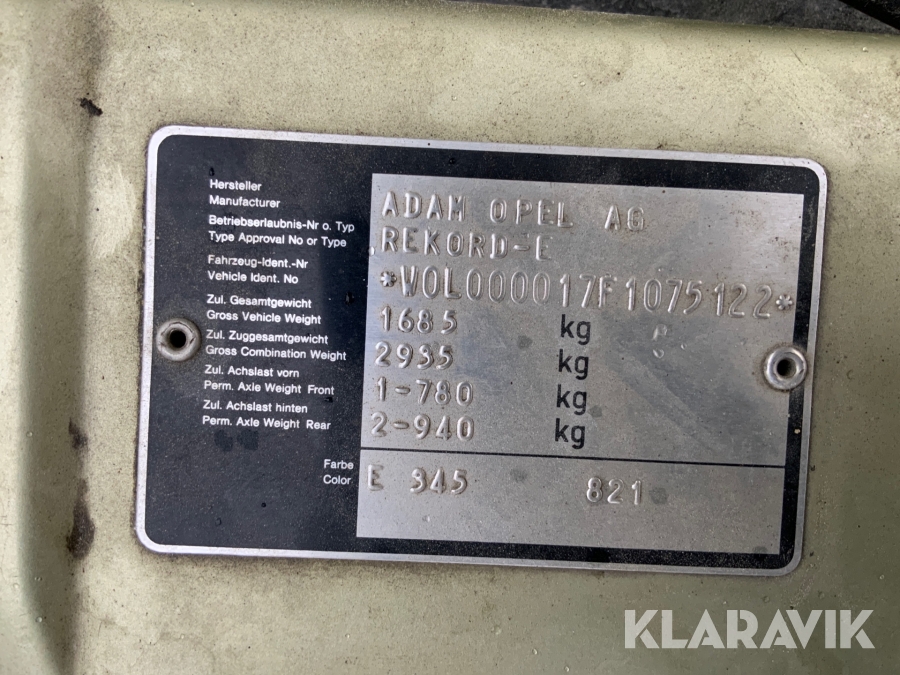 Hersteller
Manufacturer
ADAM OPEL AG
Betriebserlaubnis-Nr o. Typ
Type Approval No or Type
REKORD-E
Fahrzeug-Ident.-Nr
Vehicle Ident. No
*W0L000017F1075122*
Zul. Gesamtgewicht
Gross Vehicle Weight
1685 kg
Zul. Zuggesamtgewicht
Gross Combination Weight
2935 kg
Zul. Achslast vorn
Perm. Axle Weight Front
1-780 kg
Zul. Achslast hinten
Perm. Axle Weight Rear
2-940 kg
Farbe
Color
E 345 821
KLARAVIK